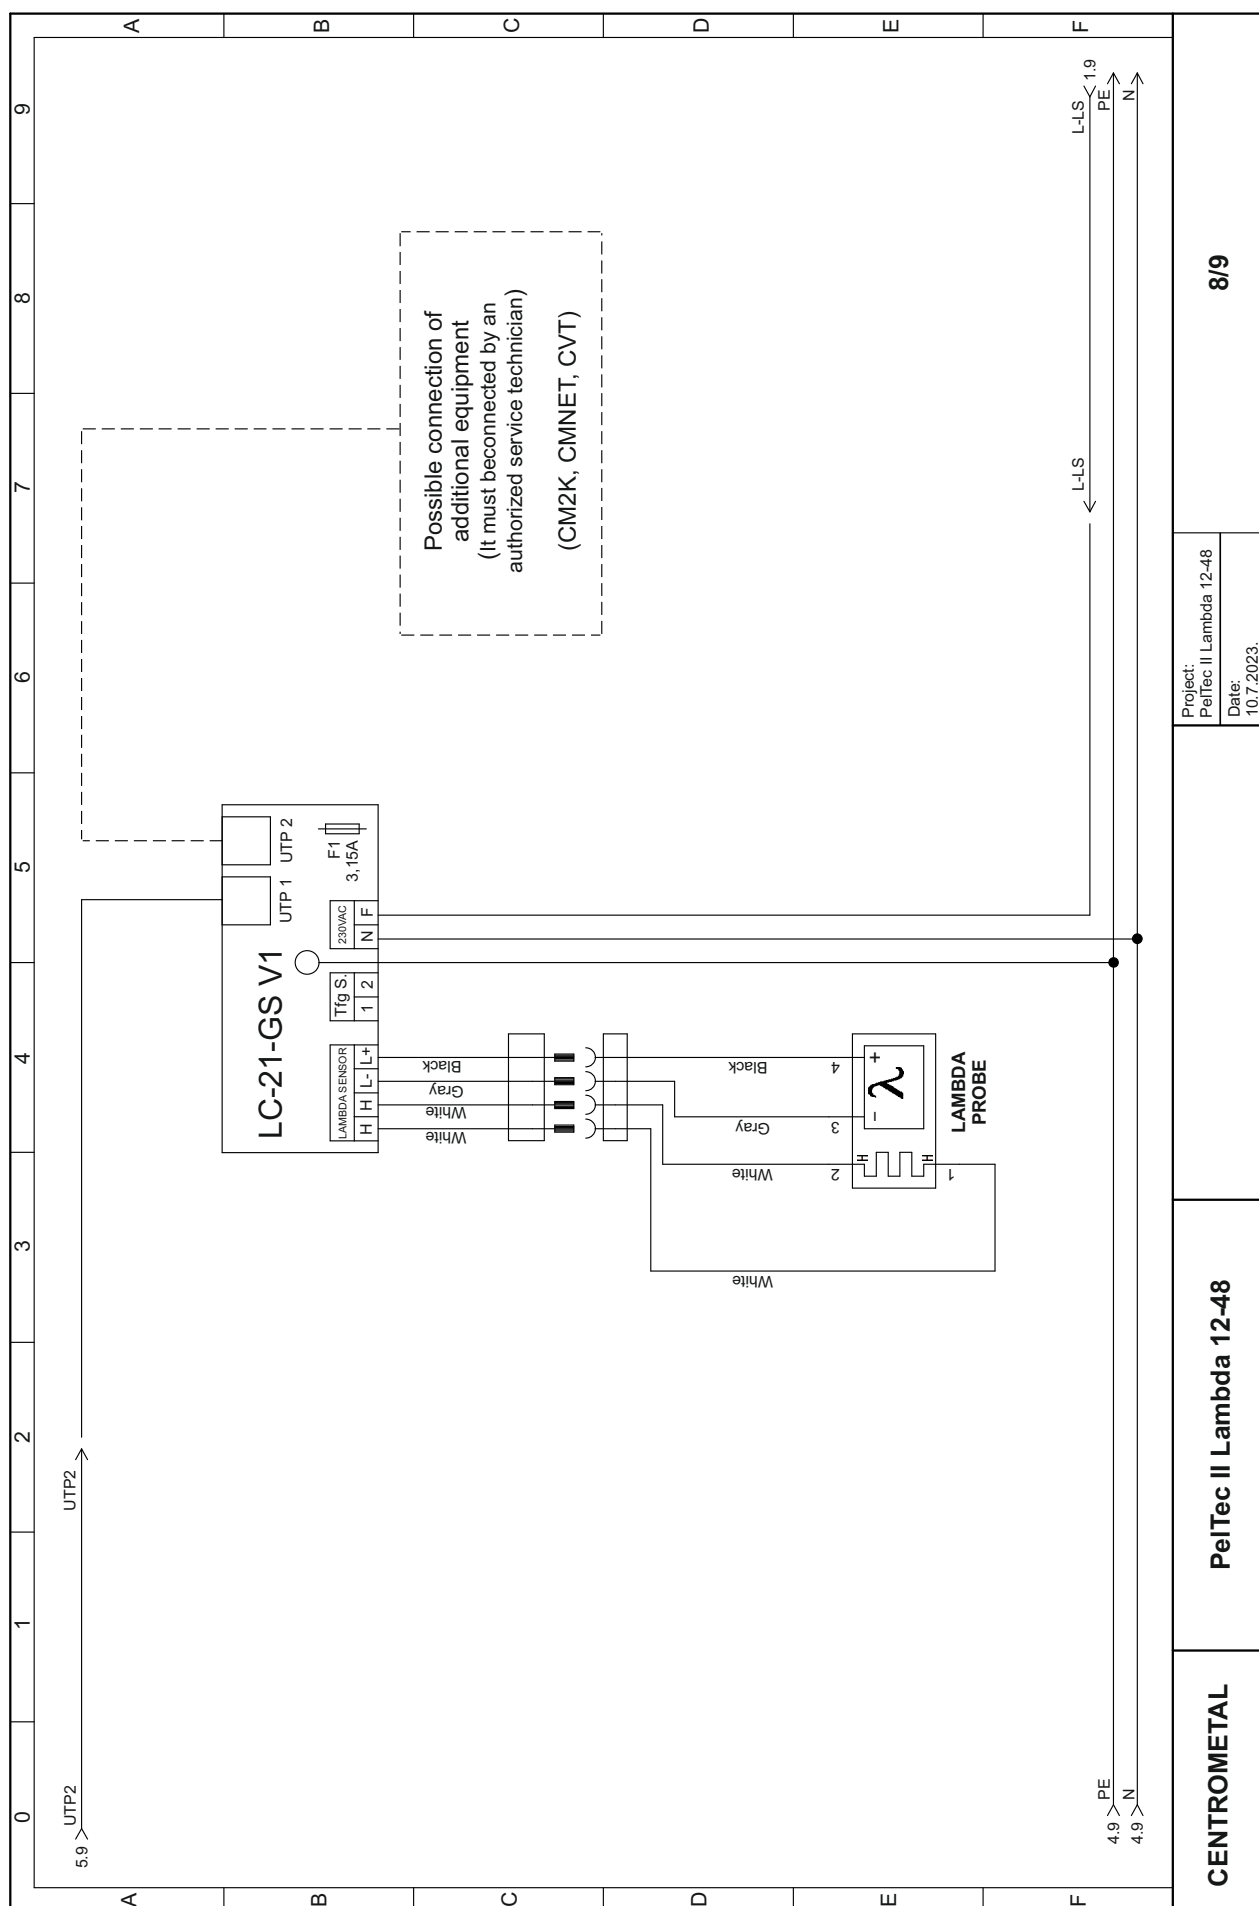 0 1 2 3 4 5 6 7 8 9
A
A
B
B
C
C
D
D
E
E
F
F
5.9
UTP2
UTP2
LC-21-GS V1
UTP 1
UTP 2
LAMBDA SENSOR
H H L- L+
Tfg S.
1 2
230VAC
N F
F1
3,15A
White
White
Gray
Black
Possible connection of
additional equipment
(It must beconnected by an
authorized service technician)
(CM2K, CMNET, CVT)
White
White
Gray
Black
1
2
3
4
H
H
−
+
λ
LAMBDA
PROBE
L-LS
L-LS
1.9
4.9
PE
PE
4.9
N
N
CENTROMETAL
PelTec II Lambda 12-48
Project:
PelTec II Lambda 12-48
Date:
10.7.2023.
8/9